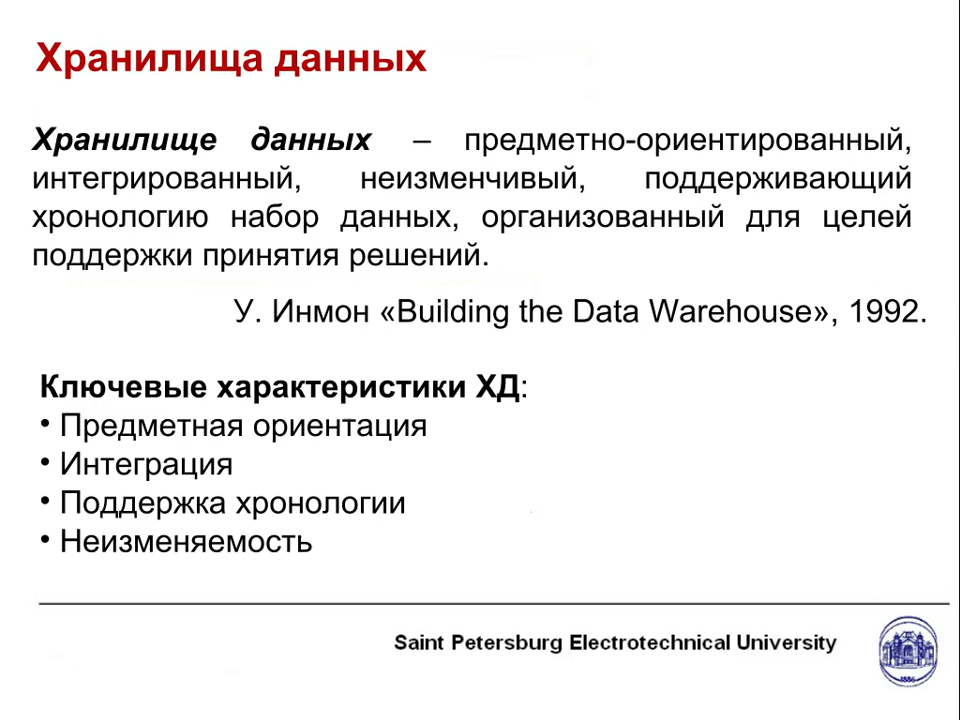 Хранилища данных
Хранилище данных – предметно-ориентированный,
интегрированный, неизменчивый, поддерживающий
хронологию набор данных, организованный для целей
поддержки принятия решений.
У. Инмон «Building the Data Warehouse», 1992.
Ключевые характеристики ХД:
• Предметная ориентация
• Интеграция
• Поддержка хронологии
• Неизменяемость
Saint Petersburg Electrotechnical University
1886